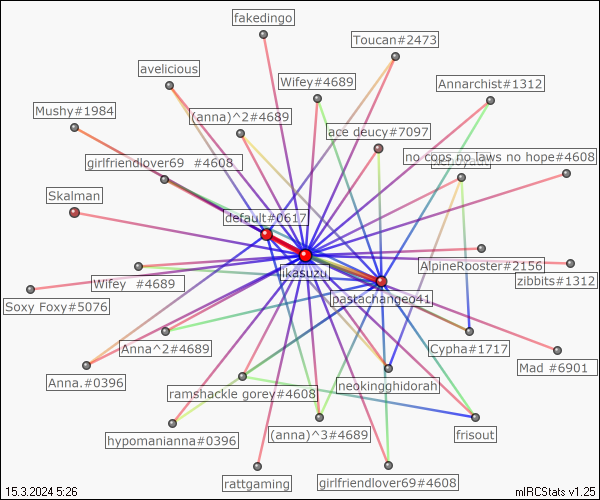 fakedingo
Toucan#2473
avelicious
Wifey#4689
Annarchist#1312
Mushy#1984
(anna)^2#4689
ace deucy#7097
girlfriendlover69 #4608
no cops no laws no hope#4608
Skalman
default#0617
likasuzu
AlpineRooster#2156
Wifey #4689
zibbits#1312
pastachangeo41
Soxy Foxy#5076
Anna^2#4689
Cypha#1717
Mad #6901
Anna.#0396
ramshackle gorey#4608
neokingghidorah
hypomanianna#0396
(anna)^3#4689
frisout
rattgaming
girlfriendlover69#4608
15.3.2024 5:26
mIRCStats v1.25